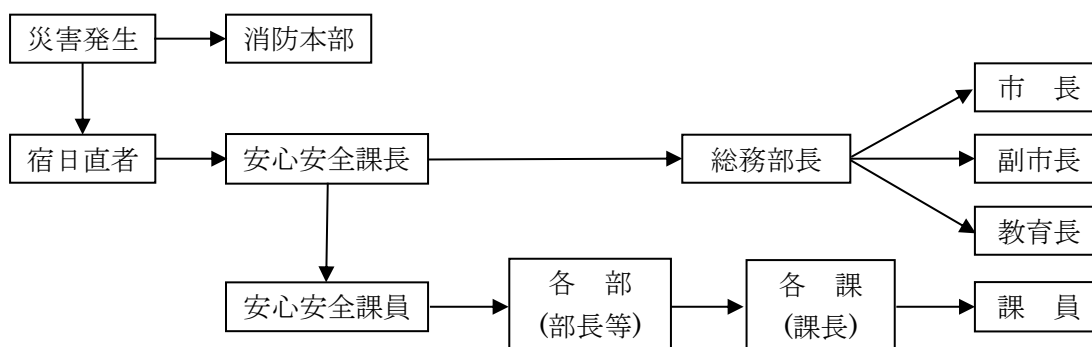 災害発生
消防本部
市　長
宿日直者
安心安全課長
総務部長
副市長
教育長
安心安全課員
各　部
(部長等)
各　課
(課長)
課　員